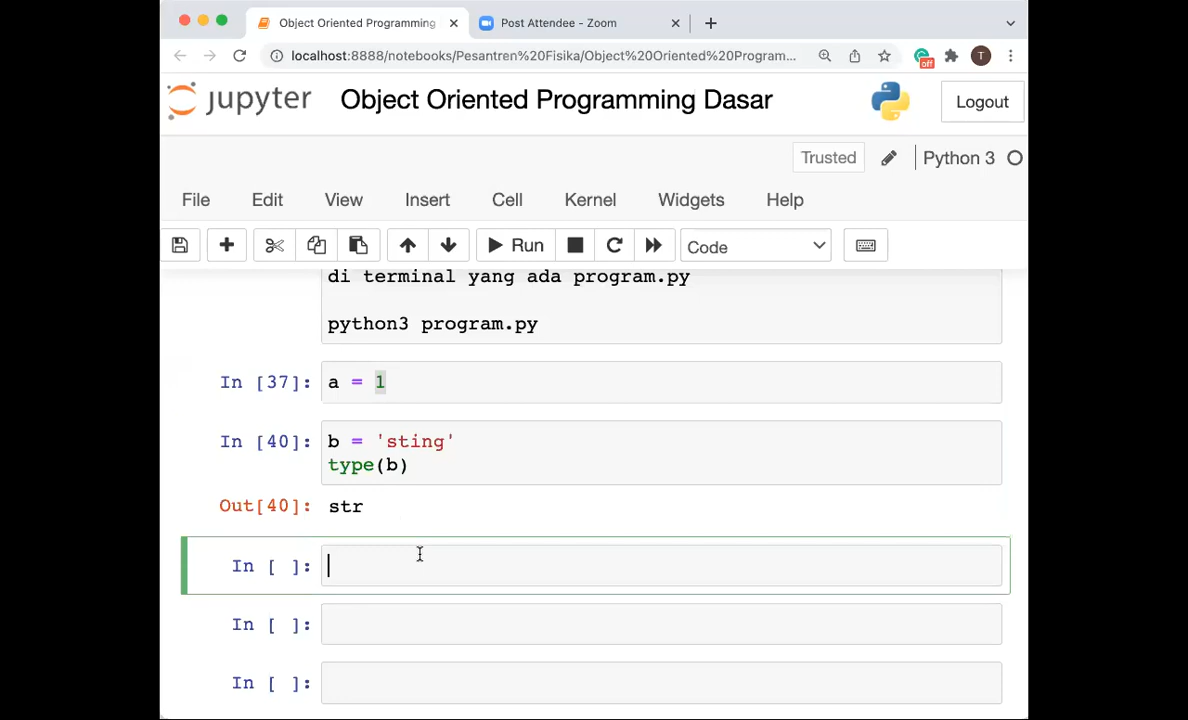 Object Oriented Programming
Post Attendee - Zoom
localhost:8888/notebooks/Pesantren%20Fisika/Object%20Oriented%20Program...
off
T
jupyter
Object Oriented Programming Dasar
Logout
Trusted
Python 3
File
Edit
View
Insert
Cell
Kernel
Widgets
Help
Run
Code
di terminal yang ada program.py
python3 program.py
In [37]: a = 1
In [40]: b = 'sting'
type(b)
Out[40]: str
In [ ]:
In [ ]:
In [ ]: